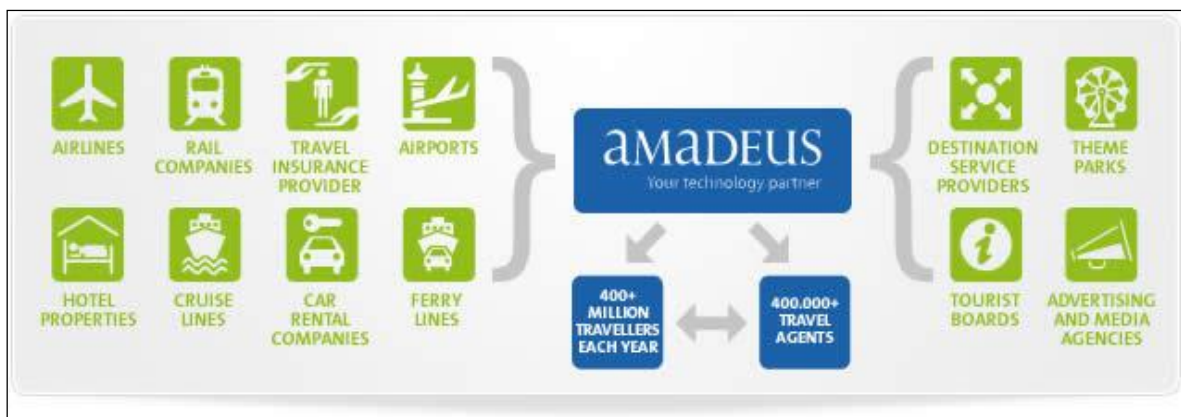 AIRLINES
RAIL
COMPANIES
TRAVEL
INSURANCE
PROVIDER
AIRPORTS
HOTEL
PROPERTIES
CRUISE
LINES
CAR
RENTAL
COMPANIES
FERRY
LINES
aMaDEUS
Your technology partner
400+
MILLION
TRAVELLERS
EACH YEAR
400.000+
TRAVEL
AGENTS
DESTINATION
SERVICE
PROVIDERS
THEME
PARKS
TOURIST
BOARDS
ADVERTISING
AND MEDIA
AGENCIES